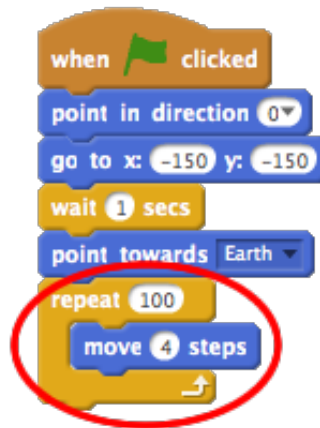 when clicked
point in direction 0
go to x: -150 y: -150
wait 1 secs
point towards Earth
repeat 100
move 4 steps